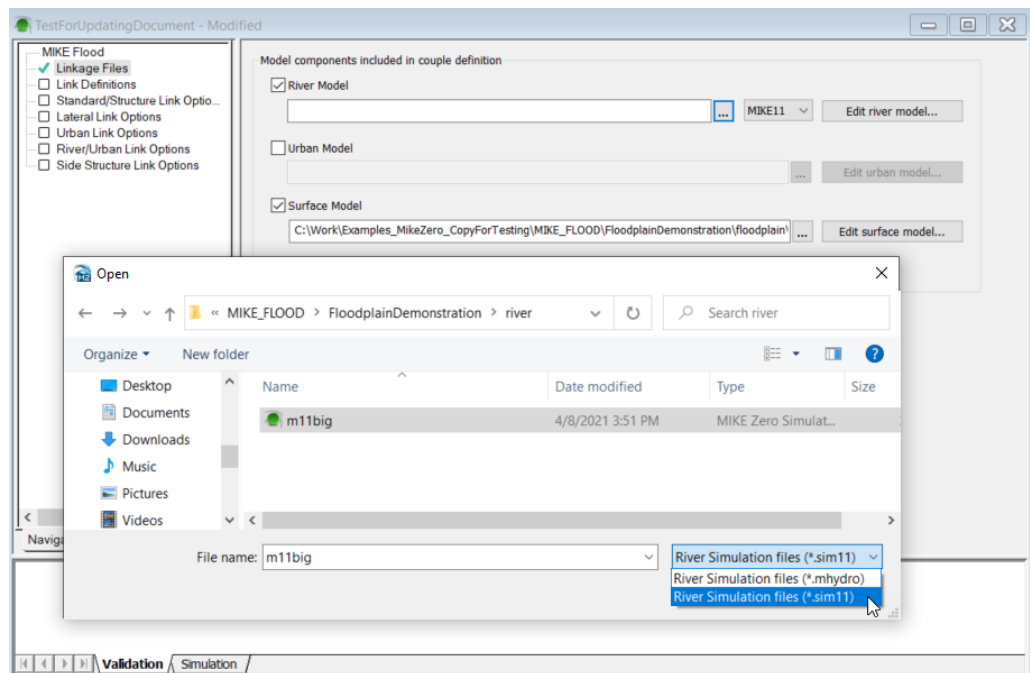 TestForUpdatingDocument - Modified
MIKE Flood
Linkage Files
Link Definitions
Standard/Structure Link Optio...
Lateral Link Options
Urban Link Options
River/Urban Link Options
Side Structure Link Options
Model components included in couple definition
River Model
... MIKE11 Edit river model...
Urban Model
... Edit urban model...
Surface Model
C:\Work\Examples_MikeZero_CopyForTesting\MIKE_FLOOD\FloodplainDemonstration\floodplain\ ... Edit surface model...
Open
« MIKE_FLOOD > FloodplainDemonstration > river
Search river
Organize New folder
Desktop
Documents
Downloads
Music
Pictures
Videos
Name Date modified Type Size
m11big 4/8/2021 3:51 PM MIKE Zero Simulat...
File name: m11big
River Simulation files (*.sim11)
River Simulation files (*.mhydro)
River Simulation files (*.sim11)
Validation Simulation